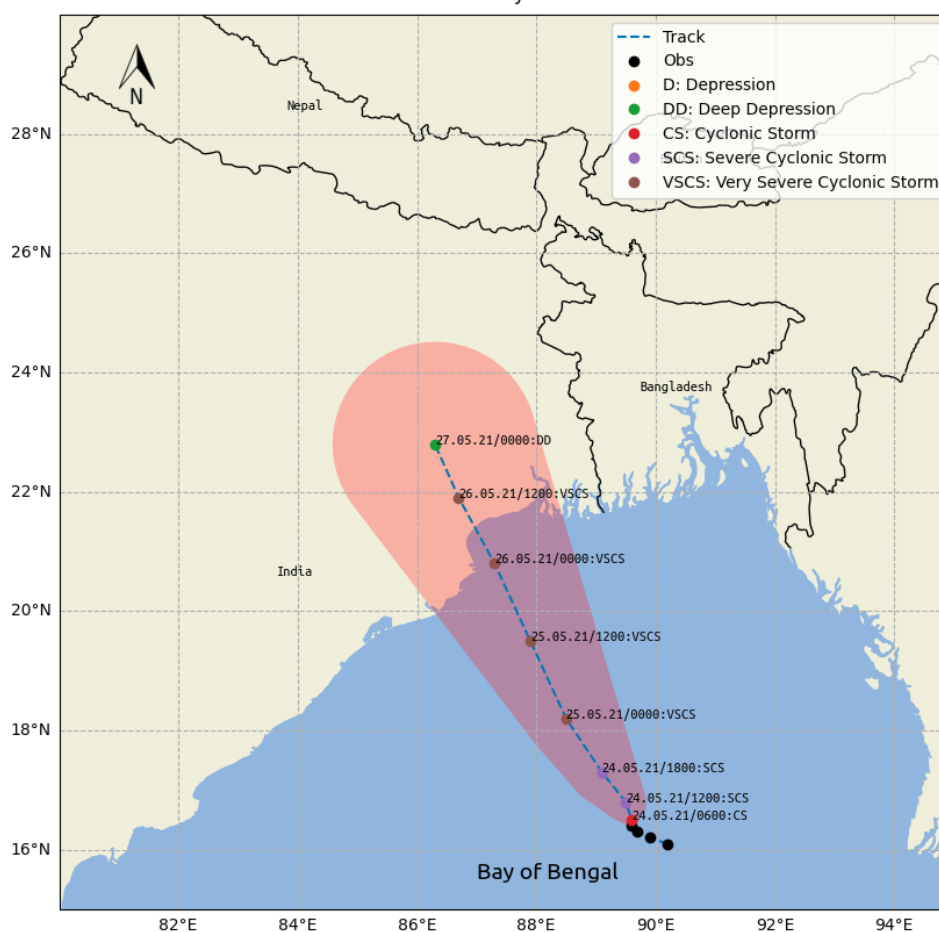 Track
Obs
D: Depression
DD: Deep Depression
CS: Cyclonic Storm
SCS: Severe Cyclonic Storm
VSCS: Very Severe Cyclonic Storm
N
Nepal
28°N
26°N
24°N
Bangladesh
27.05.21/0000:DD
22°N
26.05.21/1200:VSCS
26.05.21/0000:VSCS
India
20°N
25.05.21/1200:VSCS
25.05.21/0000:VSCS
18°N
24.05.21/1800:SCS
24.05.21/1200:SCS
24.05.21/0600:CS
16°N
Bay of Bengal
82°E 84°E 86°E 88°E 90°E 92°E 94°E